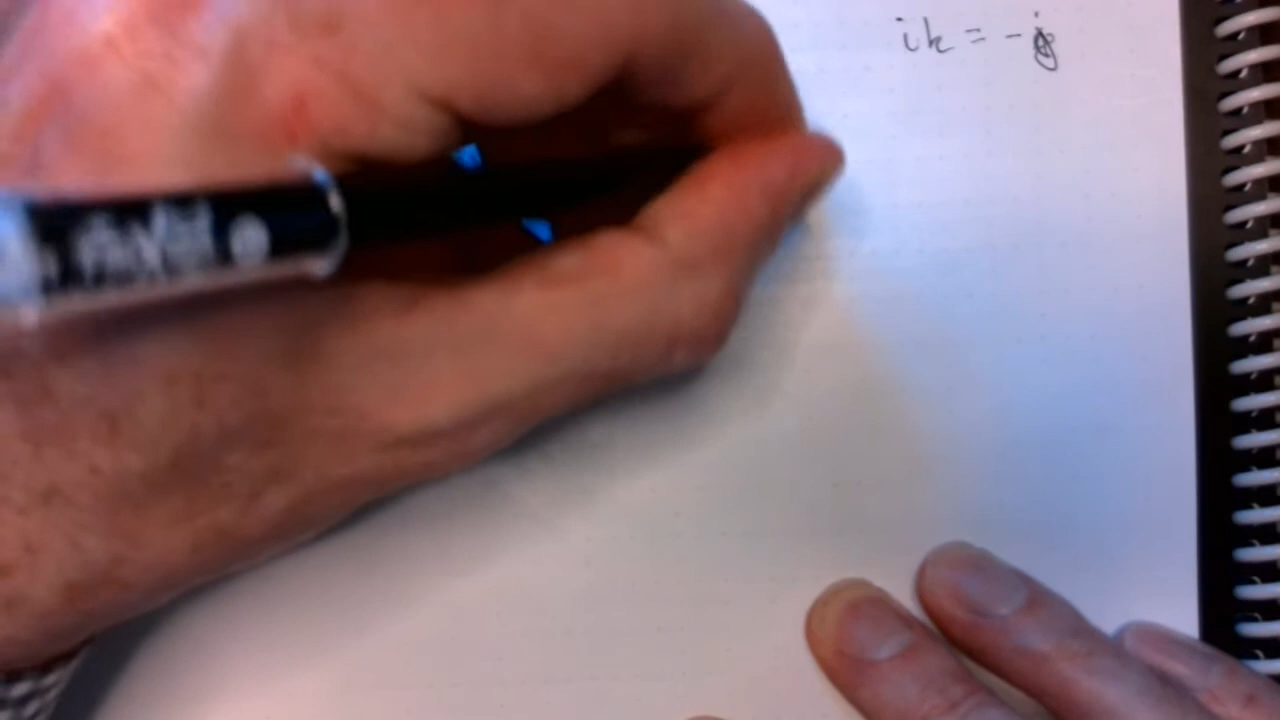 ik = -j